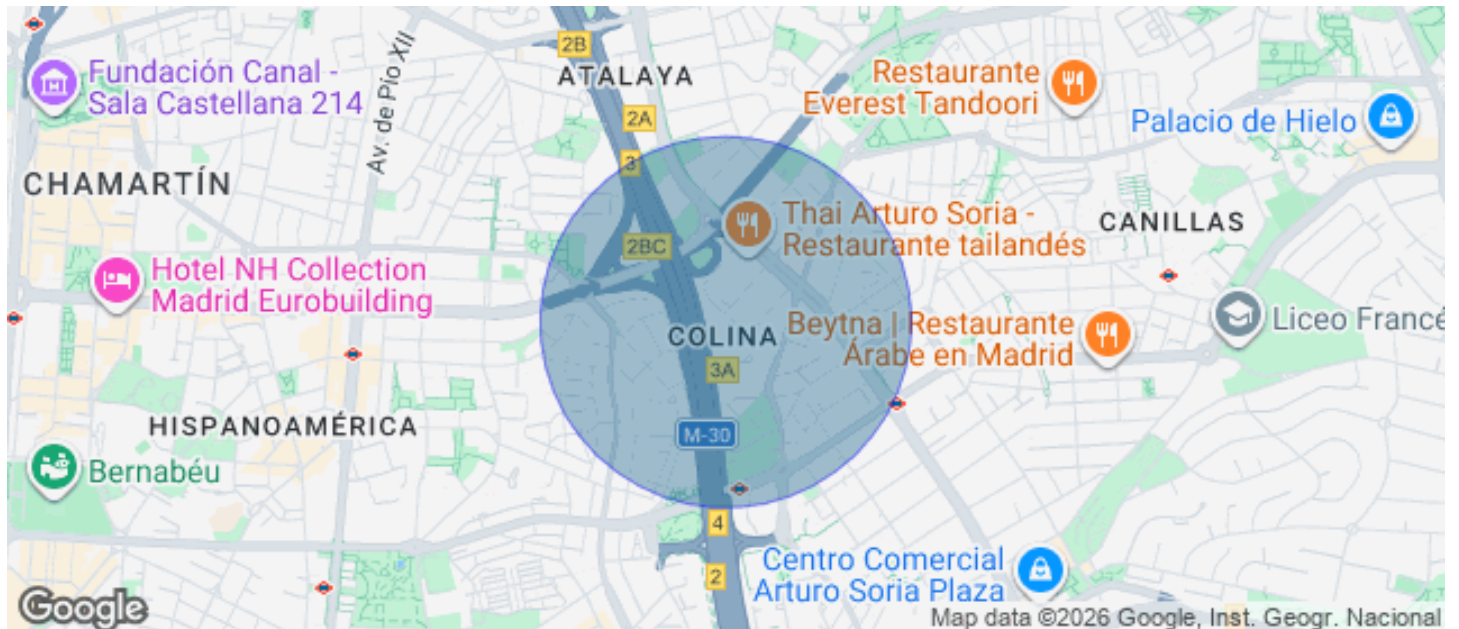 2B
ATALAYA
Fundación Canal -
Sala Castellana 214
Av. de Pío XII
Restaurante
Everest Tandoori
2A
Palacio de Hielo
3
CHAMARTÍN
Thai Arturo Soria -
Restaurante tailandés
CANILLAS
2BC
Hotel NH Collection
Madrid Eurobuilding
COLINA
Beytna | Restaurante
Árabe en Madrid
Liceo Francé
3A
HISPANOAMÉRICA
M-30
Bernabéu
4
Centro Comercial
Arturo Soria Plaza
2
Google
Map data ©2026 Google, Inst. Geogr. Nacional